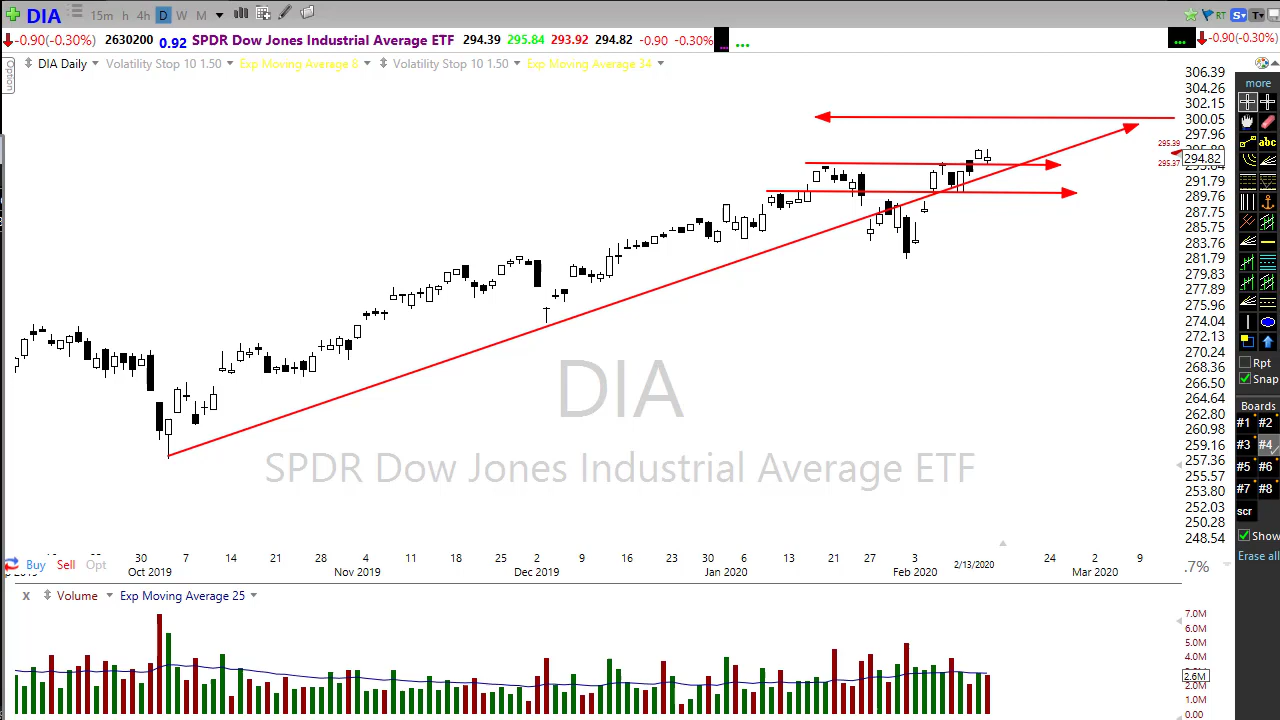 DIA 15m h 4h D W M RT S T
-0.90(-0.30%) 2630200 0.92 SPDR Dow Jones Industrial Average ETF 294.39 295.84 293.92 294.82 -0.90 -0.30% ... ... ... -0.90(-0.30%)
Option
DIA Daily Volatility Stop 10 1.50 Exp Moving Average 8 Volatility Stop 10 1.50 Exp Moving Average 34
306.39
304.26
302.15
300.05
297.96
295.39
294.82
295.37
291.79
289.76
287.75
285.75
283.76
281.79
279.83
277.89
275.96
274.04
272.13
270.24
268.36
266.50
264.64
262.80
260.98
259.16
257.36
255.57
253.80
252.03
250.28
248.54
DIA
SPDR Dow Jones Industrial Average ETF
30 7 14 21 28 4 11 18 25 2 9 16 23 30 6 13 21 27 3 24 2 9
Buy Sell Opt
Oct 2019 Nov 2019 Dec 2019 Jan 2020 Feb 2020 2/13/2020 Mar 2020
.7%
x Volume Exp Moving Average 25
7.0M
6.0M
5.0M
4.0M
2.6M
2.0M
1.0M
0.00
more
abc
Rpt
Snap
Boards
#1 #2
#3 #4
#5 #6
#7 #8
scr
Show
Erase all